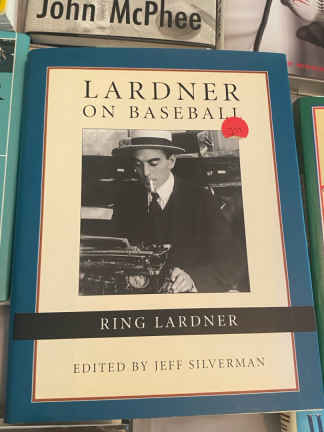 John McPhee
LARDNER
ON BASEBALL
RING LARDNER
EDITED BY JEFF SILVERMAN